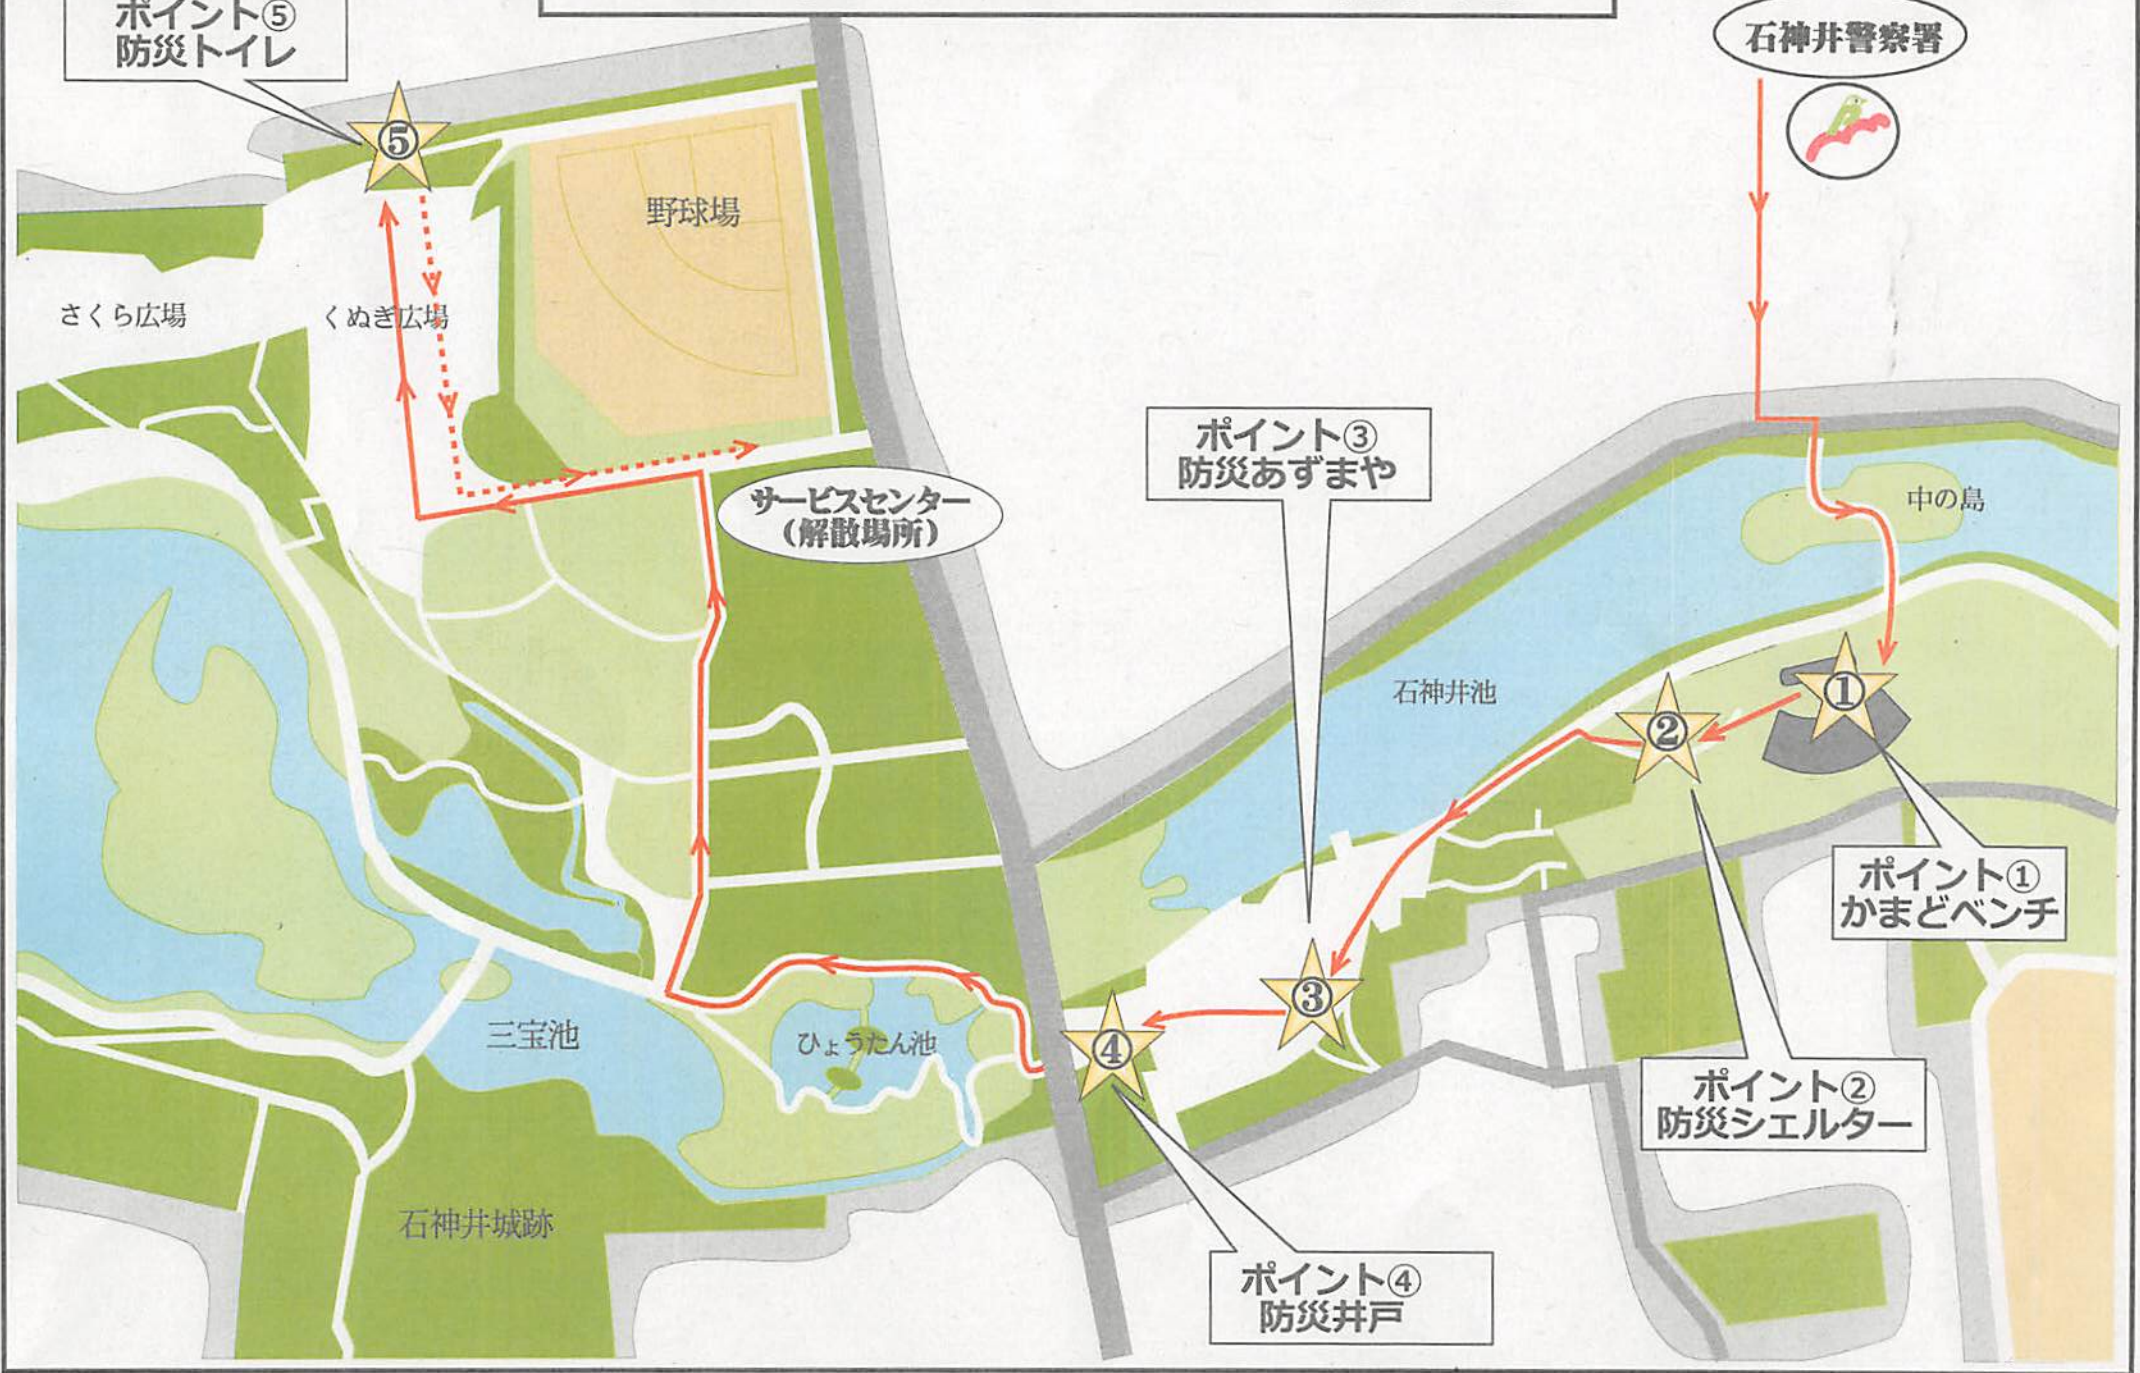 ポイント⑤
防災トイレ
石神井警察署
⑤
野球場
さくら広場
くぬぎ広場
ポイント③
防災あずまや
サービスセンター
（解散場所）
中の島
石神井池
①
②
ポイント①
かまどベンチ
③
④
三宝池
ひょうたん池
ポイント②
防災シェルター
石神井城跡
ポイント④
防災井戸